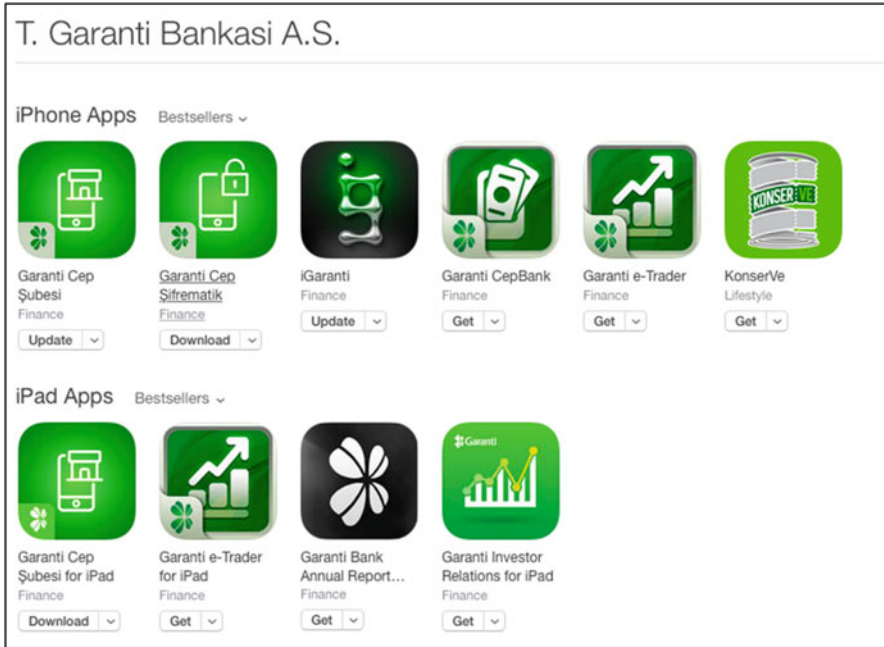 T. Garanti Bankasi A.S.
iPhone Apps Bestsellers
KONSERVE
Garanti Cep Şubesi
Finance
Update
Garanti Cep Şifrematik
Finance
Download
iGaranti
Finance
Update
Garanti CepBank
Finance
Get
Garanti e-Trader
Finance
Get
KonserVe
Lifestyle
Get
iPad Apps Bestsellers
Garanti
Garanti Cep
Şubesi for iPad
Finance
Download
Garanti e-Trader
for iPad
Finance
Get
Garanti Bank
Annual Report...
Finance
Get
Garanti Investor
Relations for iPad
Finance
Get